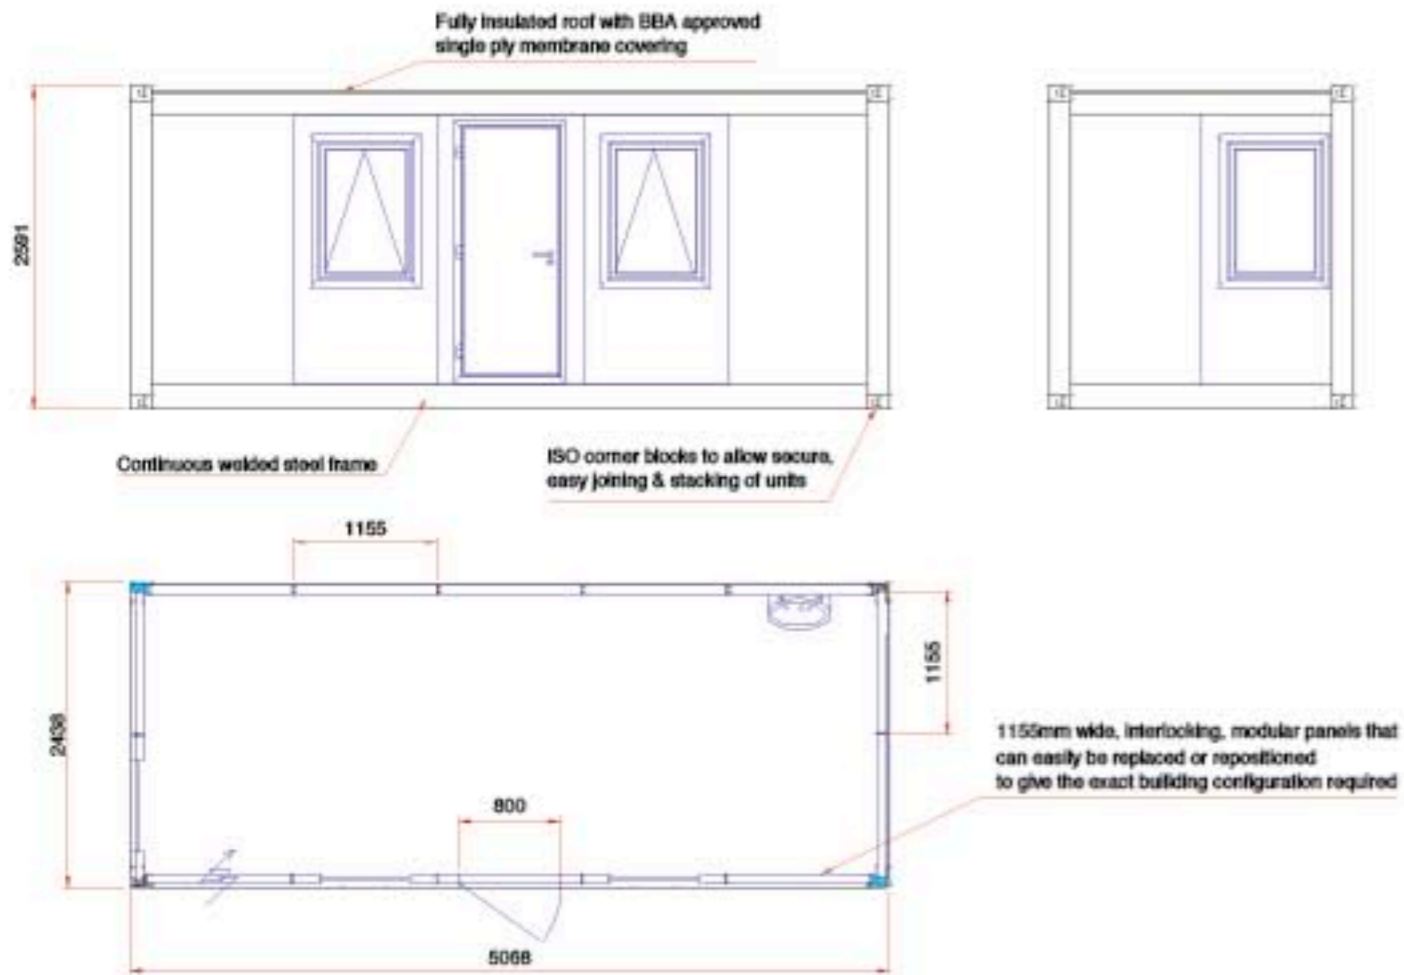 Fully insulated roof with BBA approved
single ply membrane covering
2591
Continuous welded steel frame
ISO corner blocks to allow secure,
easy joining & stacking of units
1155
2438
1155
1155mm wide, interlocking, modular panels that
can easily be replaced or repositioned
to give the exact building configuration required
800
5068